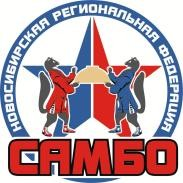 НОВОСИБИРСКАЯ РЕГИОНАЛЬНАЯ ФЕДЕРАЦИЯ
САМБО